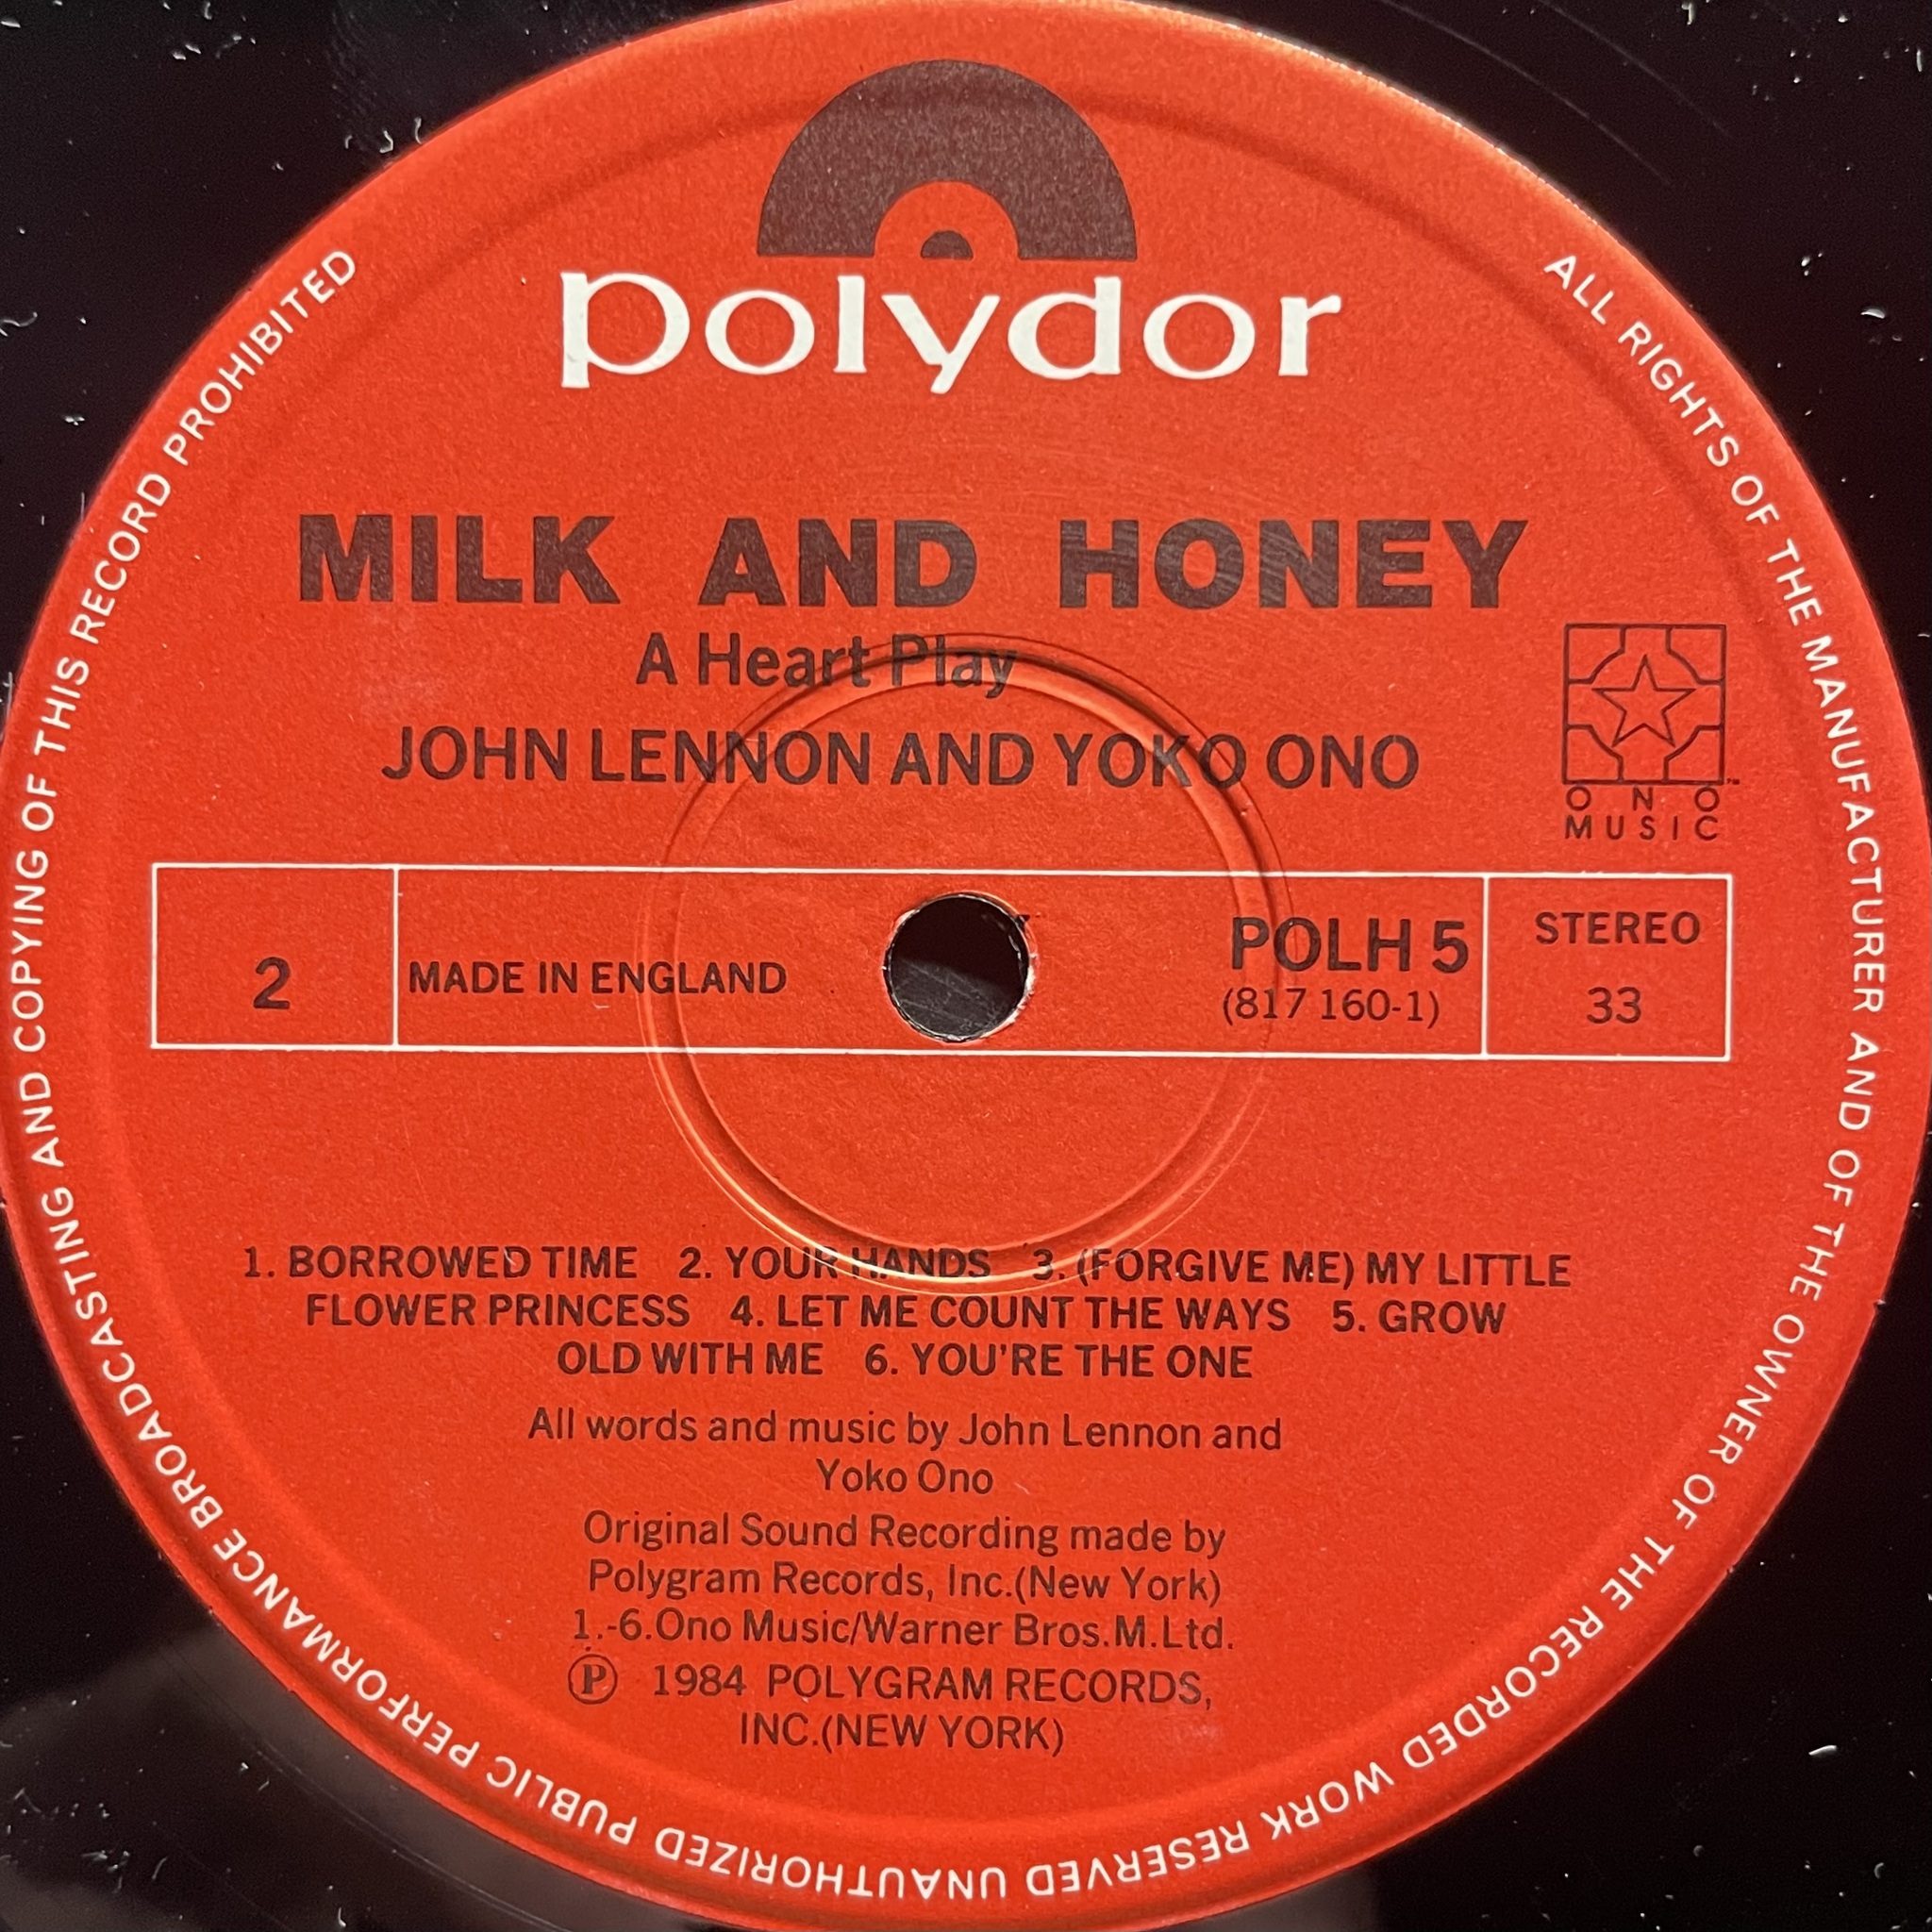 polydor
MILK AND HONEY
A Heart Play
JOHN LENNON AND YOKO ONO
™
ONO
MUSIC
2
MADE IN ENGLAND
POLH 5
(817 160-1)
STEREO
33
1. BORROWED TIME 2. YOUR HANDS 3. (FORGIVE ME) MY LITTLE
FLOWER PRINCESS 4. LET ME COUNT THE WAYS 5. GROW
OLD WITH ME 6. YOU'RE THE ONE
All words and music by John Lennon and
Yoko Ono
Original Sound Recording made by
Polygram Records, Inc.(New York)
1.-6.Ono Music/Warner Bros.M.Ltd.
Ⓟ 1984 POLYGRAM RECORDS,
INC.(NEW YORK)
ALL RIGHTS OF THE MANUFACTURER AND OF THE OWNER OF THE RECORDED WORK RESERVED UNAUTHORIZED PUBLIC PERFORMANCE BROADCASTING AND COPYING OF THIS RECORD PROHIBITED